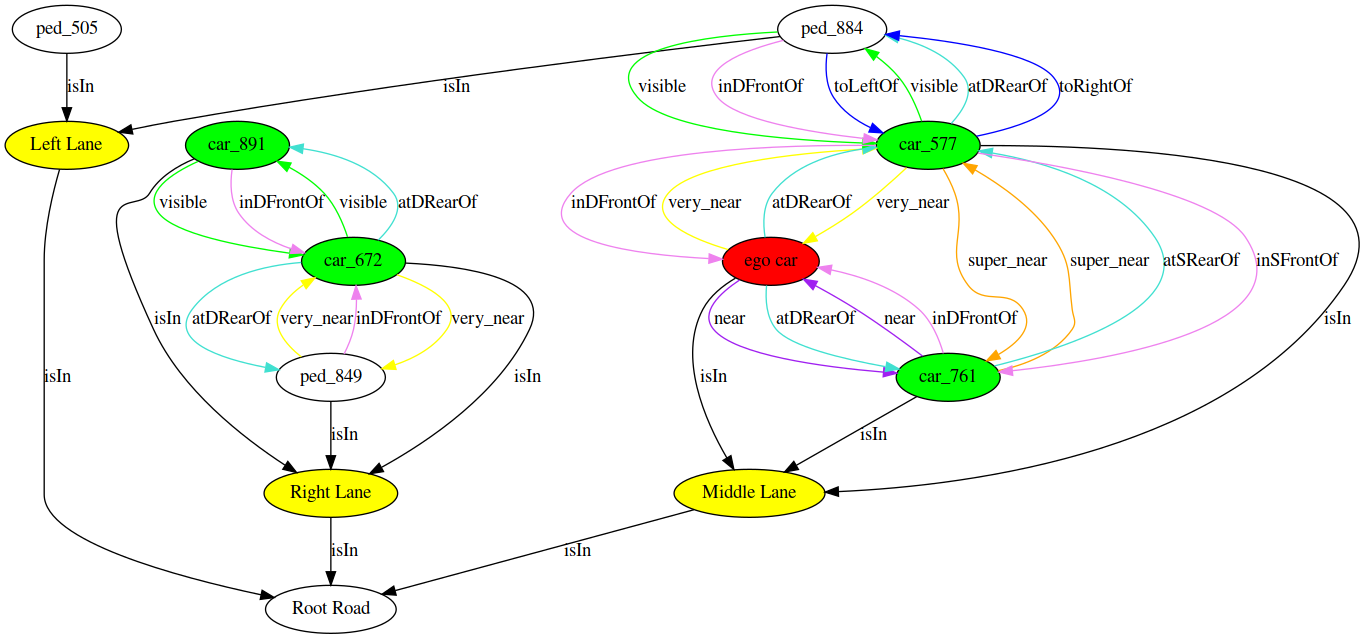 ped_505
ped_884
isIn
isIn
visible
inDFrontOf
toLeftOf
visible
atDRearOf
toRightOf
Left Lane
car_891
car_577
visible
inDFrontOf
visible
atDRearOf
inDFrontOf
very_near
atDRearOf
very_near
car_672
ego car
super_near
super_near
atSRearOf
inSFrontOf
isIn
atDRearOf
very_near
inDFrontOf
very_near
near
atDRearOf
near
inDFrontOf
isIn
isIn
ped_849
isIn
isIn
car_761
isIn
isIn
Right Lane
Middle Lane
isIn
isIn
Root Road